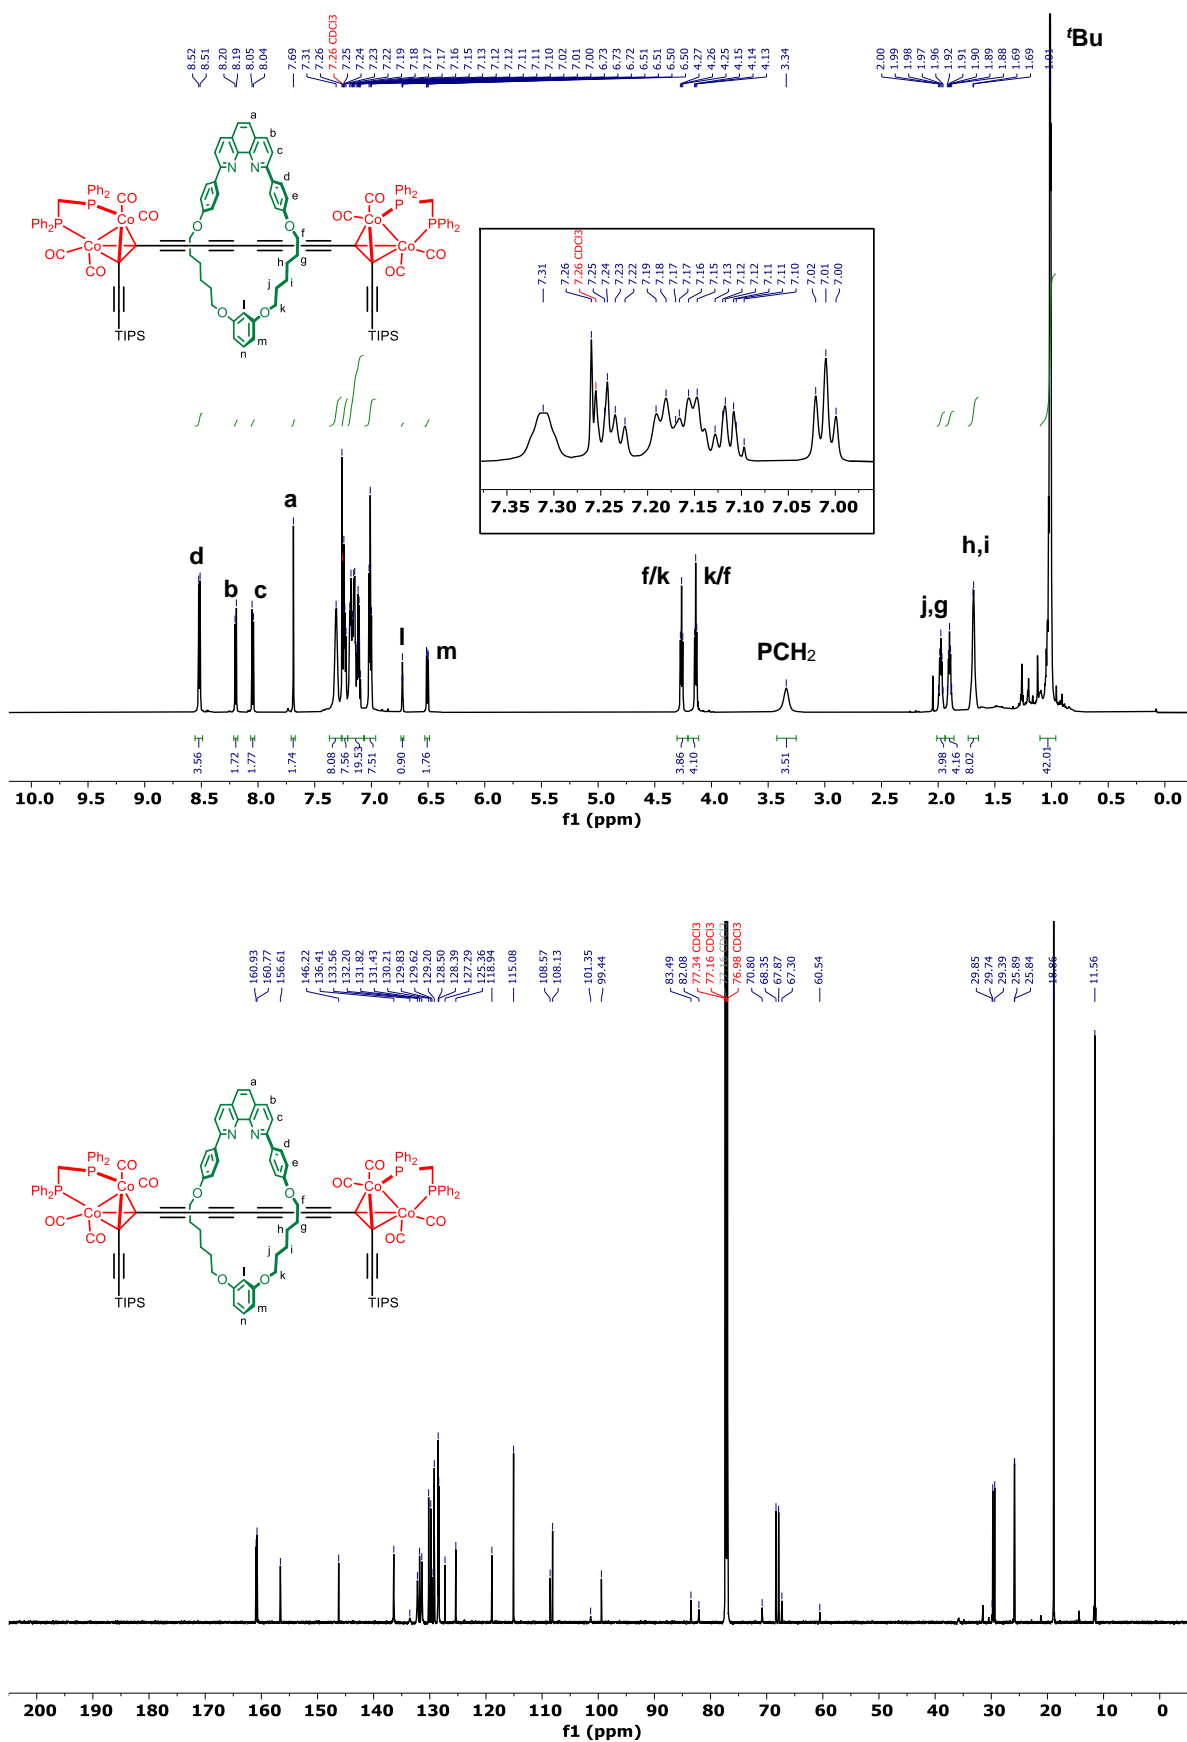 8.52 8.51 8.20 8.19 8.05 8.04 7.69 7.31 7.26 7.26 CDCl3 7.25 7.24 7.23 7.22 7.19 7.18 7.17 7.17 7.16 7.15 7.13 7.12 7.12 7.11 7.11 7.10 7.02 7.01 7.00 6.73 6.73 6.72 6.51 6.51 6.50 6.50 4.27 4.26 4.25 4.15 4.14 4.13 3.34 2.00 1.99 1.98 1.97 1.96 1.92 1.91 1.90 1.89 1.88 1.69 1.69 1.01
tBu
a
b
c
N N
d
e
Ph2 Ph2P P CO CO Co Co CO CO
O O
f
g
h
i
j
k
CO CO Co P Ph2 PPh2 Co CO CO
O l O
m
n
TIPS TIPS
7.31 7.26 7.26 CDCl3 7.25 7.24 7.23 7.22 7.19 7.18 7.17 7.17 7.16 7.15 7.13 7.12 7.12 7.11 7.11 7.10 7.02 7.01 7.00
7.35 7.30 7.25 7.20 7.15 7.10 7.05 7.00
d
b
c
a
l
m
f/k
k/f
PCH2
j,g
h,i
3.56 1.72 1.77 1.74 8.08 7.56 19.53 7.51 0.90 1.76 3.86 4.10 3.51 3.98 4.16 8.02 42.01
10.0 9.5 9.0 8.5 8.0 7.5 7.0 6.5 6.0 5.5 5.0 4.5 4.0 3.5 3.0 2.5 2.0 1.5 1.0 0.5 0.0
f1 (ppm)
160.93 160.77 156.61 146.22 136.41 133.56 132.20 131.82 131.43 130.21 129.83 129.62 129.20 128.50 128.39 127.29 125.36 118.94 115.08 108.57 108.13 101.35 99.44 83.49 82.08 77.34 CDCl3 77.16 CDCl3 77.16 CDCl3 76.98 CDCl3 70.80 68.35 67.87 67.30 60.54 29.85 29.74 29.39 25.89 25.84 18.86 11.56
a
b
c
N N
d
e
Ph2 Ph2P P CO CO Co Co CO CO
O O
f
g
h
i
j
k
CO CO Co P Ph2 PPh2 Co CO CO
O l O
m
n
TIPS TIPS
200 190 180 170 160 150 140 130 120 110 100 90 80 70 60 50 40 30 20 10 0
f1 (ppm)